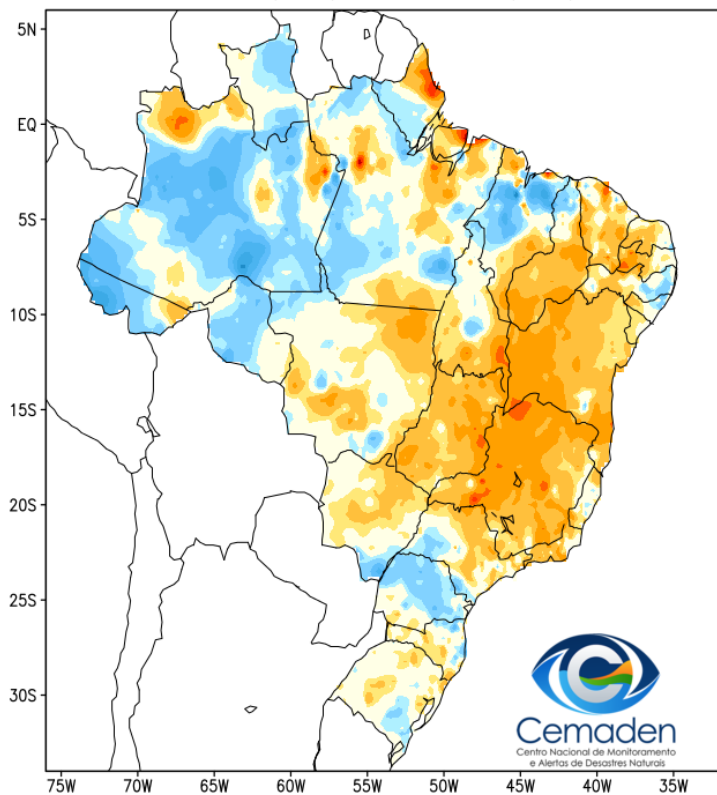 5N
EQ
5S
10S
15S
20S
25S
30S
Cemaden
Centro Nacional de Monitoramento
e Alertas de Desastres Naturais
75W 70W 65W 60W 55W 50W 45W 40W 35W